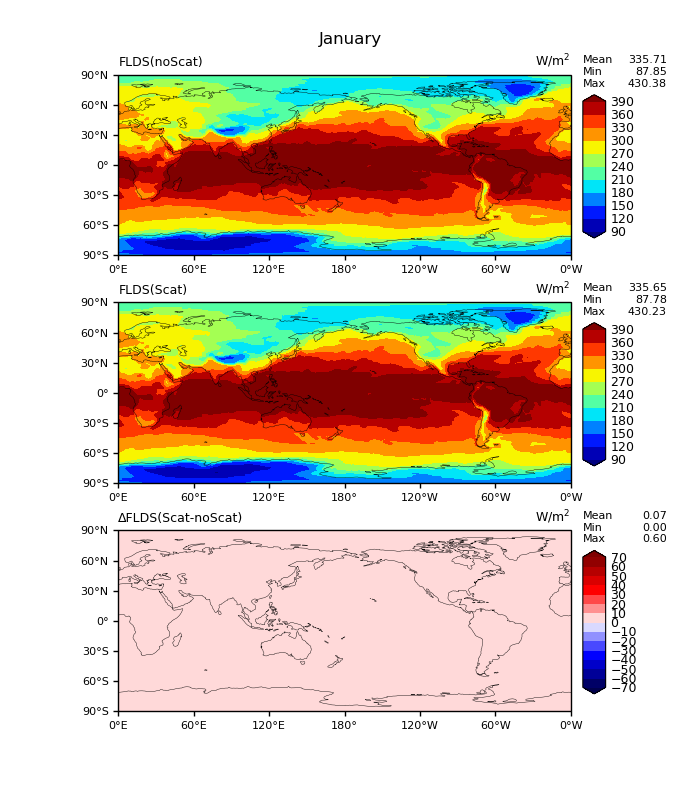 January
FLDS(noScat) W/m²
Mean 335.71
Min 87.85
Max 430.38
90°N
60°N
30°N
0°
30°S
60°S
90°S
0°E 60°E 120°E 180° 120°W 60°W 0°W
390
360
330
300
270
240
210
180
150
120
90
FLDS(Scat) W/m²
Mean 335.65
Min 87.78
Max 430.23
90°N
60°N
30°N
0°
30°S
60°S
90°S
0°E 60°E 120°E 180° 120°W 60°W 0°W
390
360
330
300
270
240
210
180
150
120
90
ΔFLDS(Scat-noScat) W/m²
Mean 0.07
Min 0.00
Max 0.60
90°N
60°N
30°N
0°
30°S
60°S
90°S
0°E 60°E 120°E 180° 120°W 60°W 0°W
70
60
50
40
30
20
10
0
−10
−20
−30
−40
−50
−60
−70